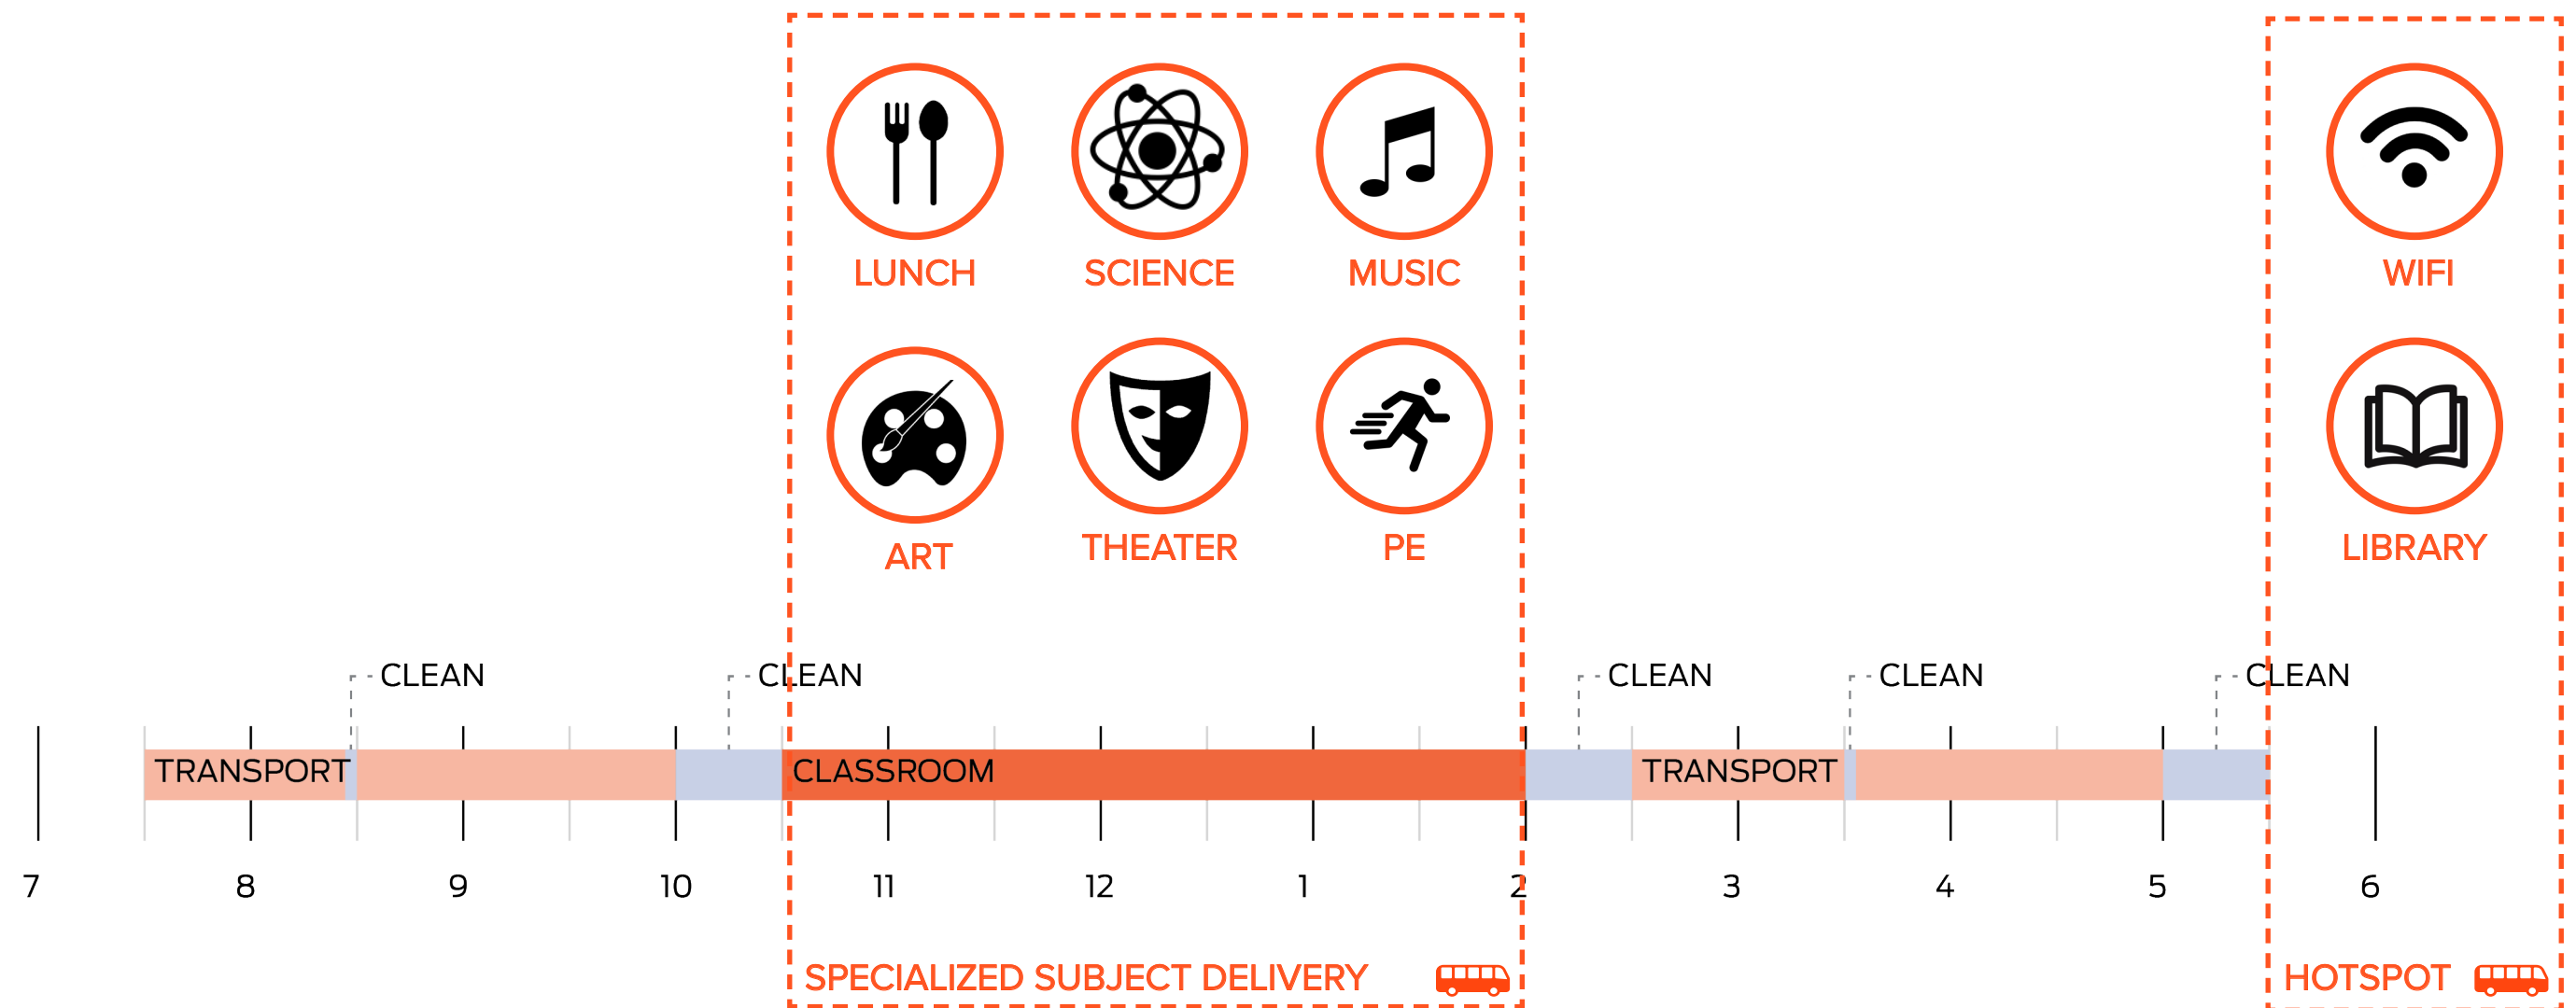 LUNCH SCIENCE MUSIC WIFI
ART THEATER PE LIBRARY
CLEAN CLEAN CLEAN CLEAN CLEAN
TRANSPORT CLASSROOM TRANSPORT
7 8 9 10 11 12 1 2 3 4 5 6
SPECIALIZED SUBJECT DELIVERY HOTSPOT